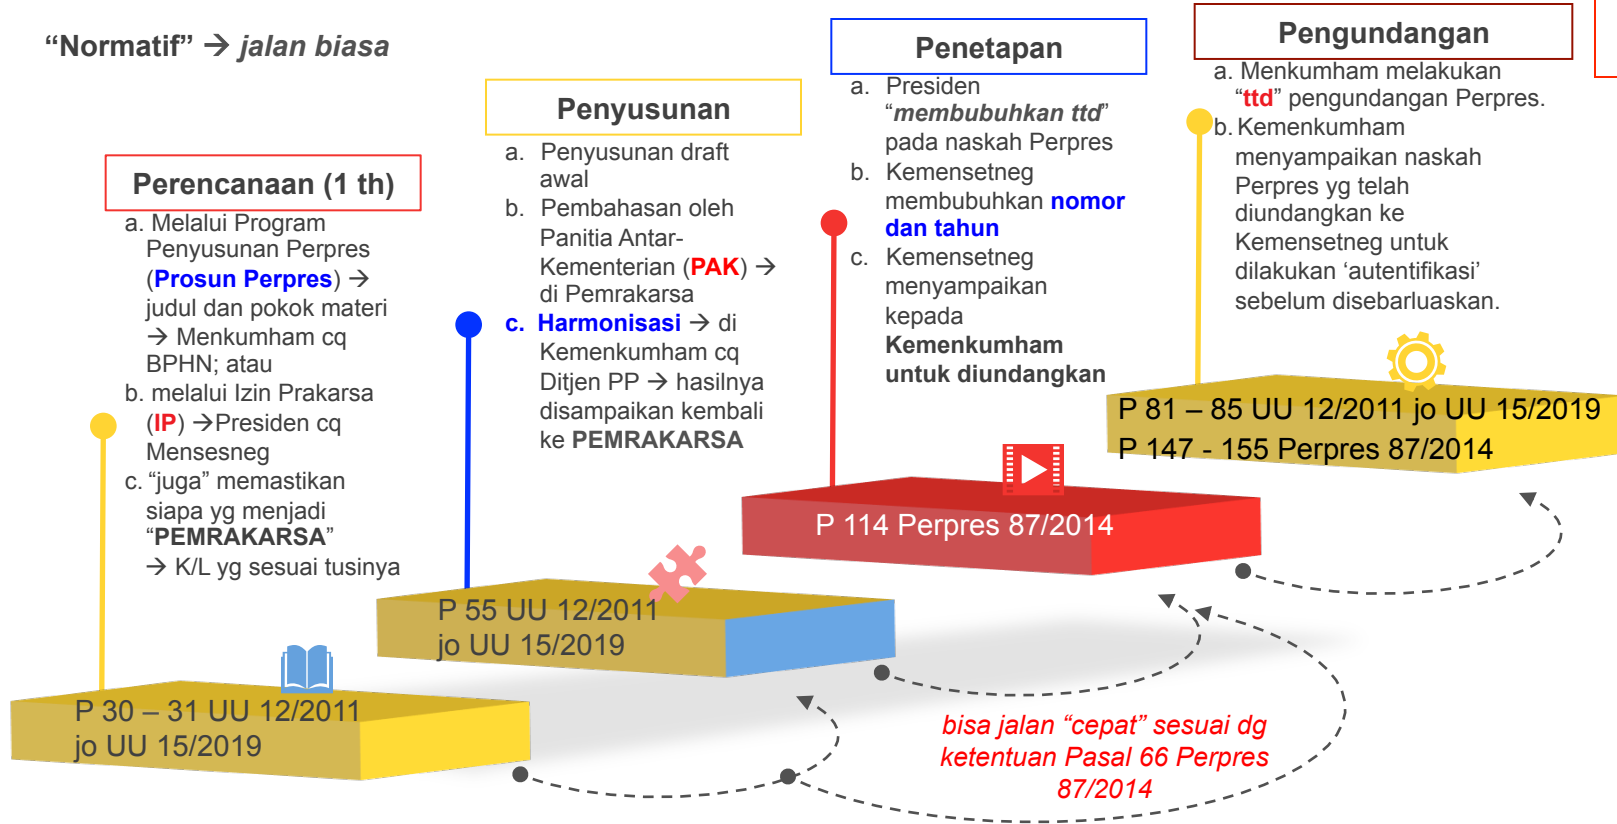 “Normatif” → jalan biasa
Perencanaan (1 th)
a. Melalui Program
Penyusunan Perpres
(Prosun Perpres) →
judul dan pokok materi
→ Menkumham cq
BPHN; atau
b. melalui Izin Prakarsa
(IP) →Presiden cq
Mensesneg
c. “juga” memastikan
siapa yg menjadi
“PEMRAKARSA”
→ K/L yg sesuai tusinya
P 30 – 31 UU 12/2011
jo UU 15/2019
Penyusunan
a. Penyusunan draft
awal
b. Pembahasan oleh
Panitia Antar-
Kementerian (PAK) →
di Pemrakarsa
c. Harmonisasi → di
Kemenkumham cq
Ditjen PP → hasilnya
disampaikan kembali
ke PEMRAKARSA
P 55 UU 12/2011
jo UU 15/2019
Penetapan
a. Presiden
“membubuhkan ttd”
pada naskah Perpres
b. Kemensetneg
membubuhkan nomor
dan tahun
c. Kemensetneg
menyampaikan
kepada
Kemenkumham
untuk diundangkan
P 114 Perpres 87/2014
Pengundangan
a. Menkumham melakukan
“ttd” pengundangan Perpres.
b. Kemenkumham
menyampaikan naskah
Perpres yg telah
diundangkan ke
Kemensetneg untuk
dilakukan ‘autentifikasi’
sebelum disebarluaskan.
P 81 – 85 UU 12/2011 jo UU 15/2019
P 147 - 155 Perpres 87/2014
bisa jalan “cepat” sesuai dg
ketentuan Pasal 66 Perpres
87/2014